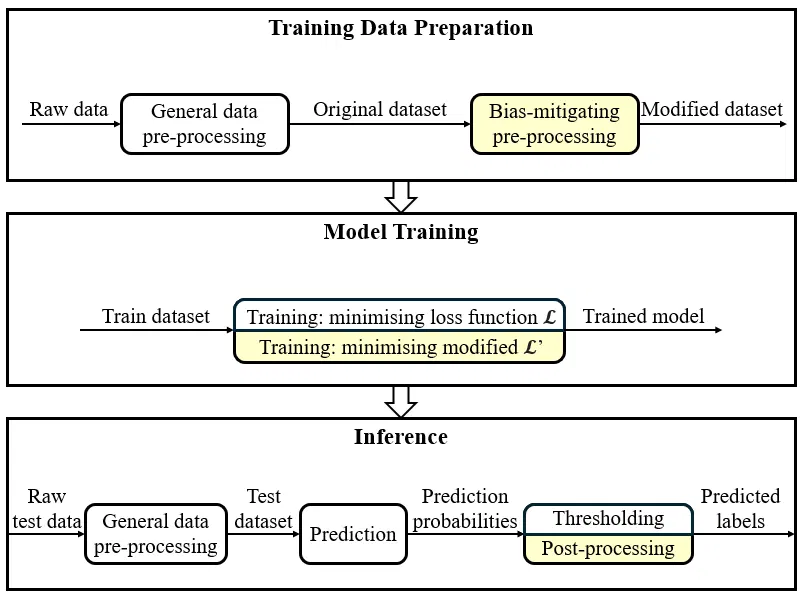 Training Data Preparation
Raw data
General data
pre-processing
Original dataset
Bias-mitigating
pre-processing
Modified dataset
Model Training
Train dataset
Training: minimising loss function ℒ
Training: minimising modified ℒ’
Trained model
Inference
Raw
test data
General data
pre-processing
Test
dataset
Prediction
Prediction
probabilities
Thresholding
Post-processing
Predicted
labels